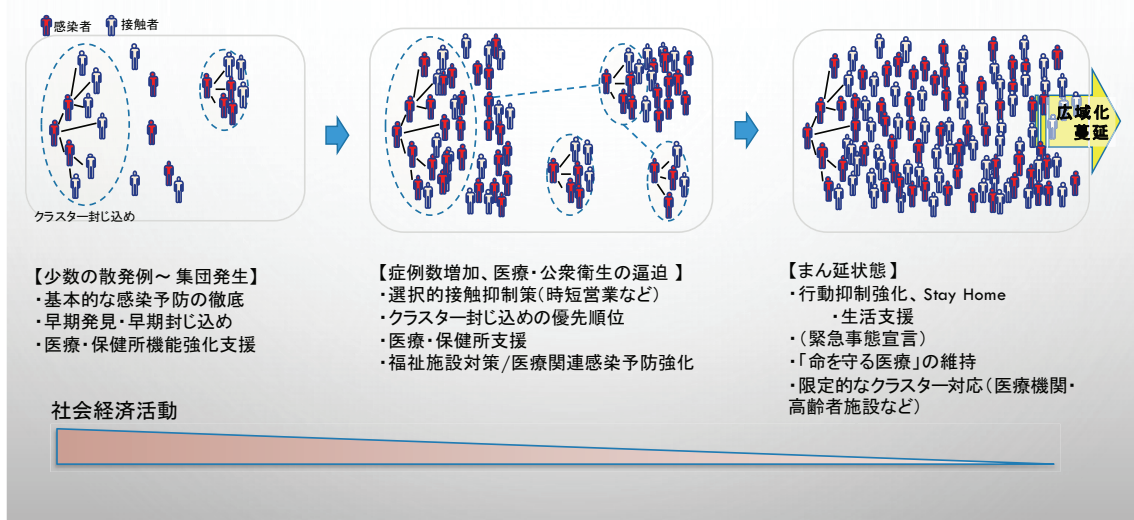 感染者 接触者
クラスター封じ込め
広域化
蔓延
【少数の散発例～ 集団発生】
・基本的な感染予防の徹底
・早期発見・早期封じ込め
・医療・保健所機能強化支援
【症例数増加、医療・公衆衛生の逼迫 】
・選択的接触抑制策(時短営業など)
・クラスター封じ込めの優先順位
・医療・保健所支援
・福祉施設対策/医療関連感染予防強化
【まん延状態】
・行動抑制強化、Stay Home
・生活支援
・(緊急事態宣言)
・「命を守る医療」の維持
・限定的なクラスター対応(医療機関・
高齢者施設など)
社会経済活動